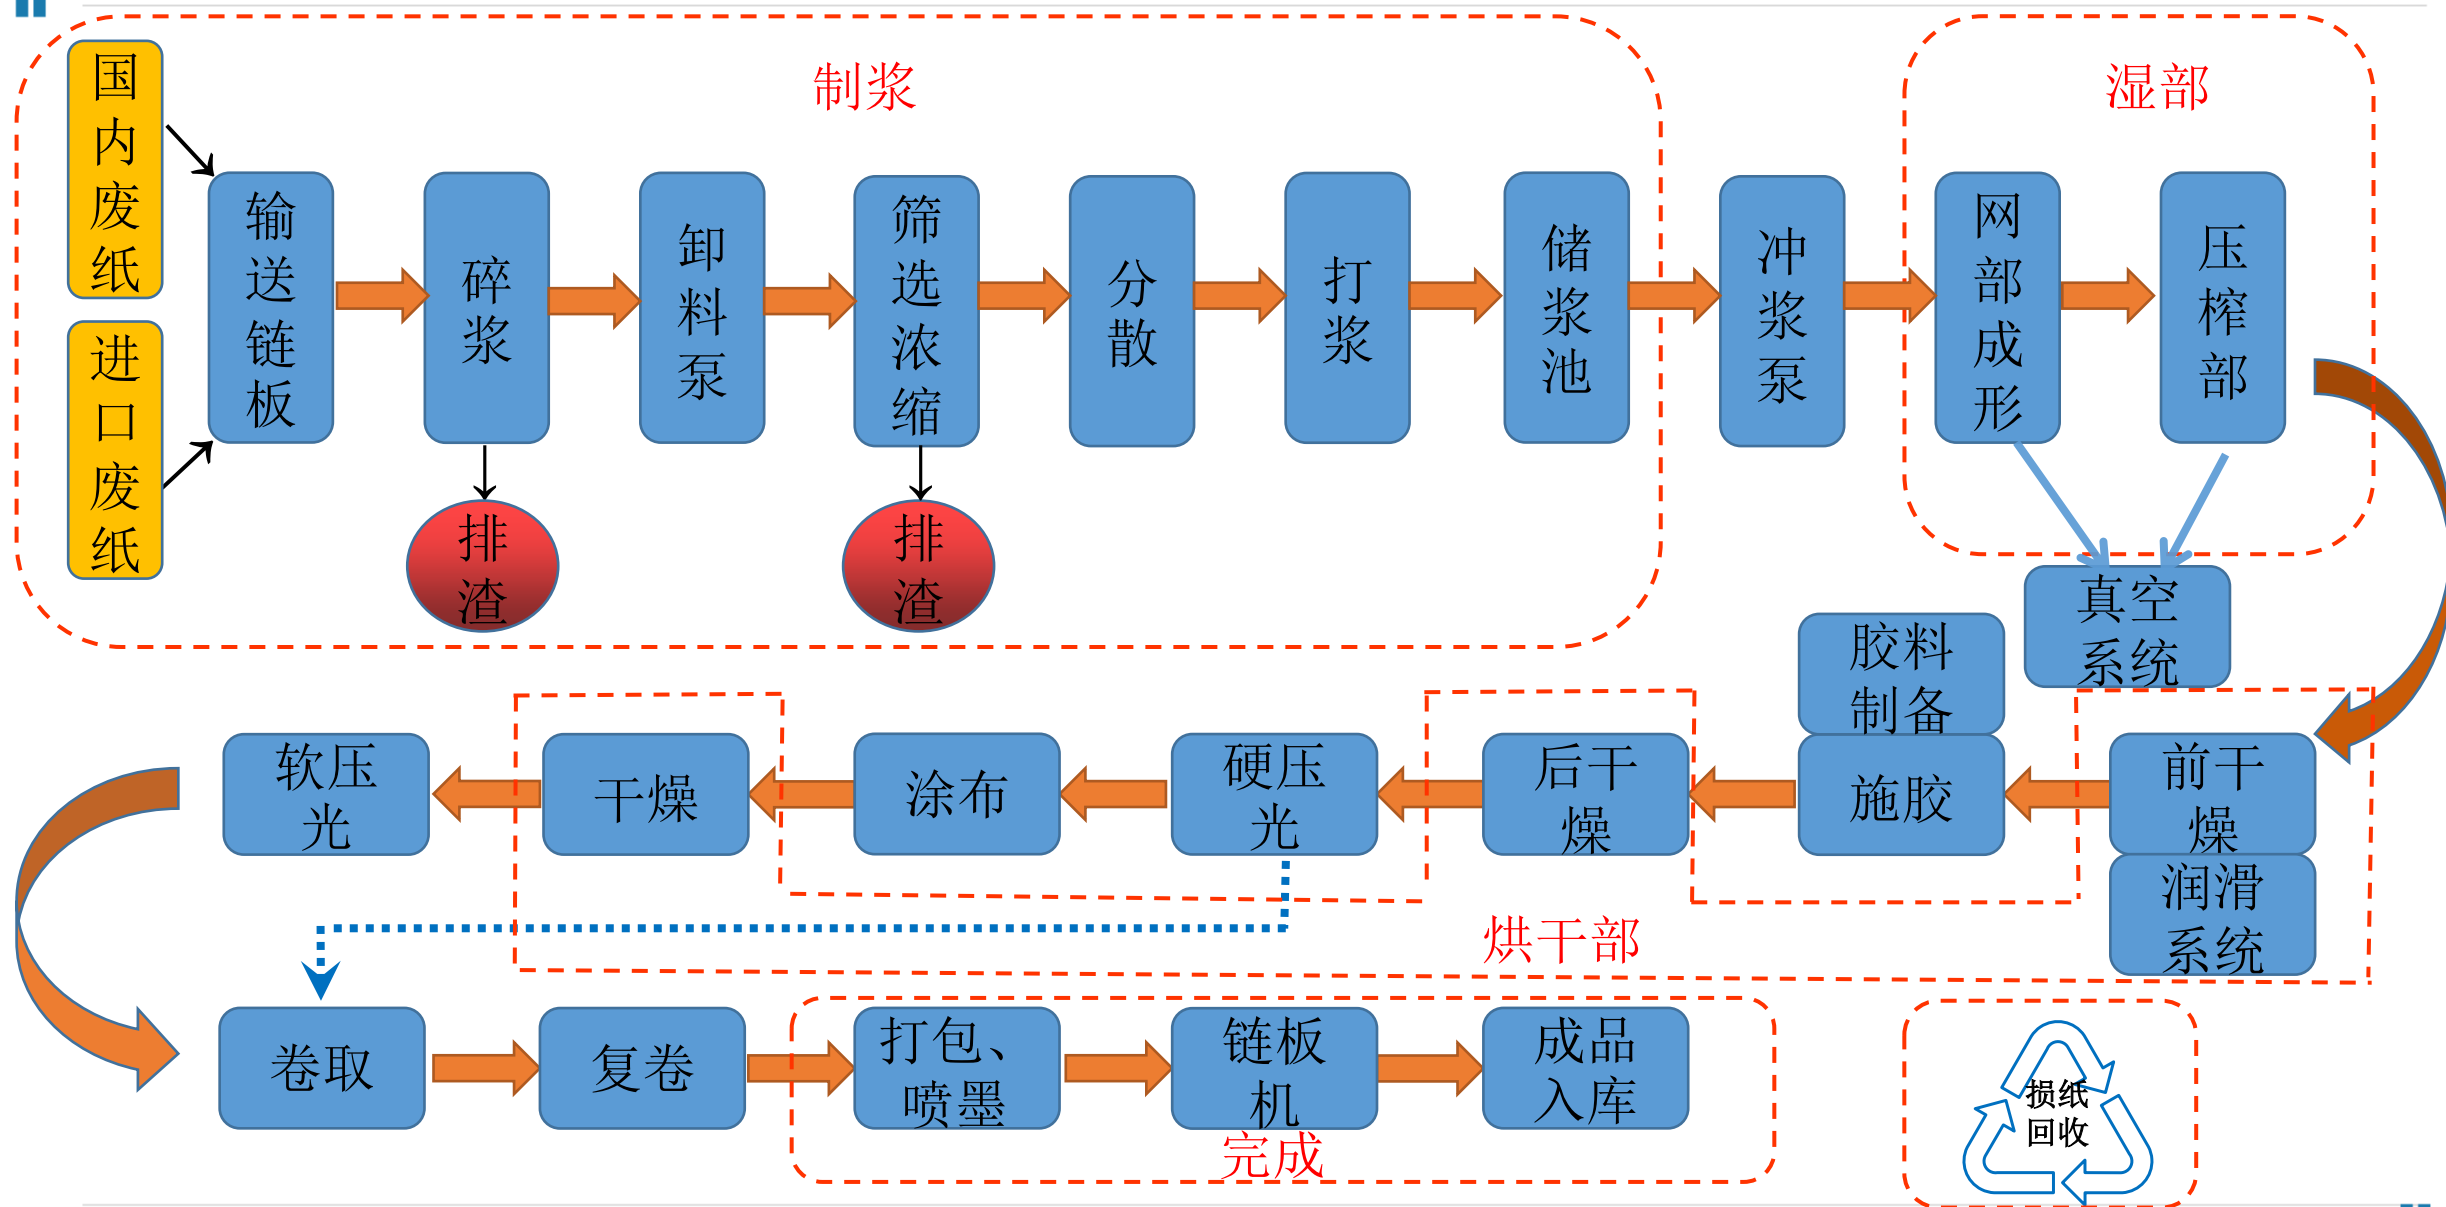 制浆
湿部
国内废纸
进口废纸
输送链板
碎浆
卸料泵
筛选浓缩
分散
打浆
储浆池
冲浆泵
网部成形
压榨部
排渣
排渣
真空
系统
胶料
制备
软压
光
干燥
涂布
硬压
光
后干
燥
施胶
前干
燥
润滑
系统
烘干部
卷取
复卷
打包、
喷墨
链板
机
成品
入库
完成
损纸
回收